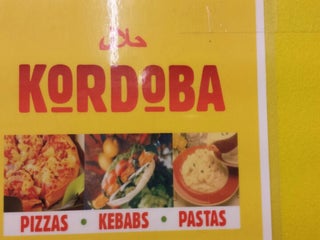 حلال
KORDOBA
PIZZAS • KEBABS • PASTAS